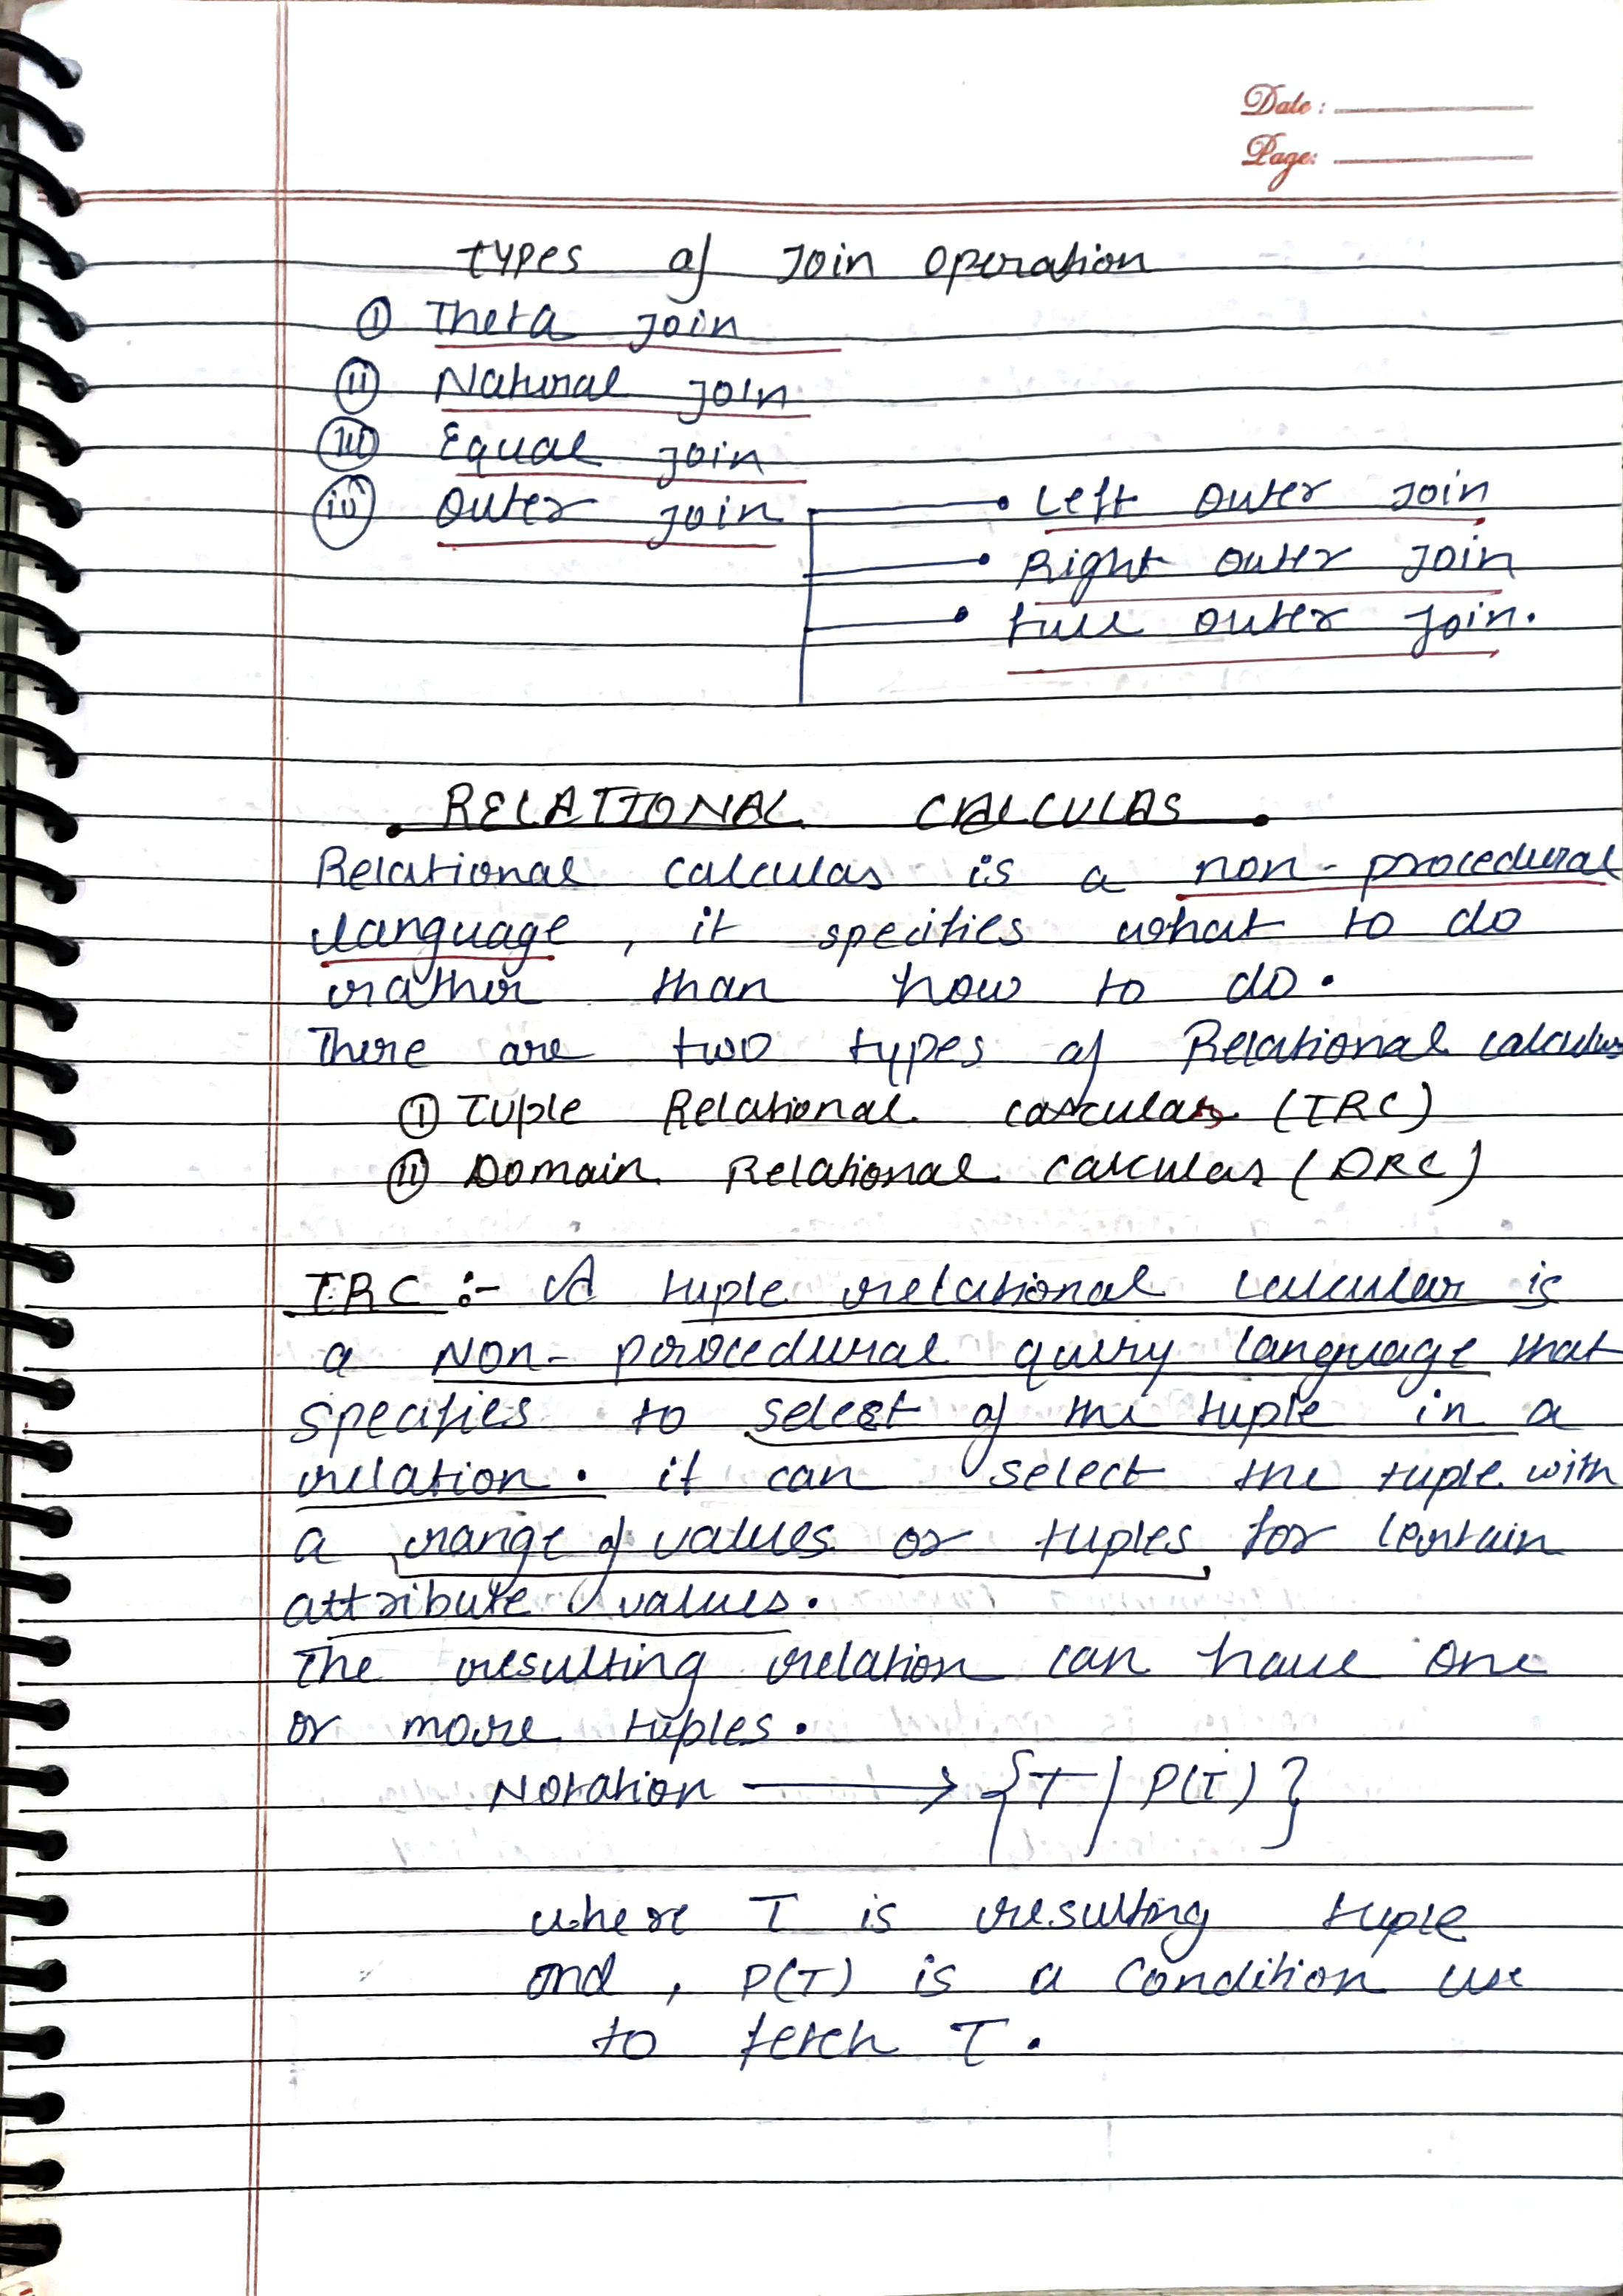 Date :
Page:
Types of Join Operation
(i) Theta Join
(ii) Natural Join
(iii) Equal Join
(iv) Outer Join
Left outer Join
Right outer Join
Full outer Join.
RELATIONAL CALCULAS
Relational calculas is a non-procedural
language, it specifies what to do
rather than how to do.
There are two types of Relational calculus
(i) Tuple Relational calculas (TRC)
(ii) Domain Relational calculas (DRC)
TRC :- A tuple relational calcular is
a Non-procedural query language that
specifies to select of the tuple in a
relation. it can select the tuple with
a range of values or tuples for certain
attribute values.
The resulting relation can have one
or more tuples.
Notation → {T / P(T)}
where T is resulting tuple
and, P(T) is a condition use
to fetch T.